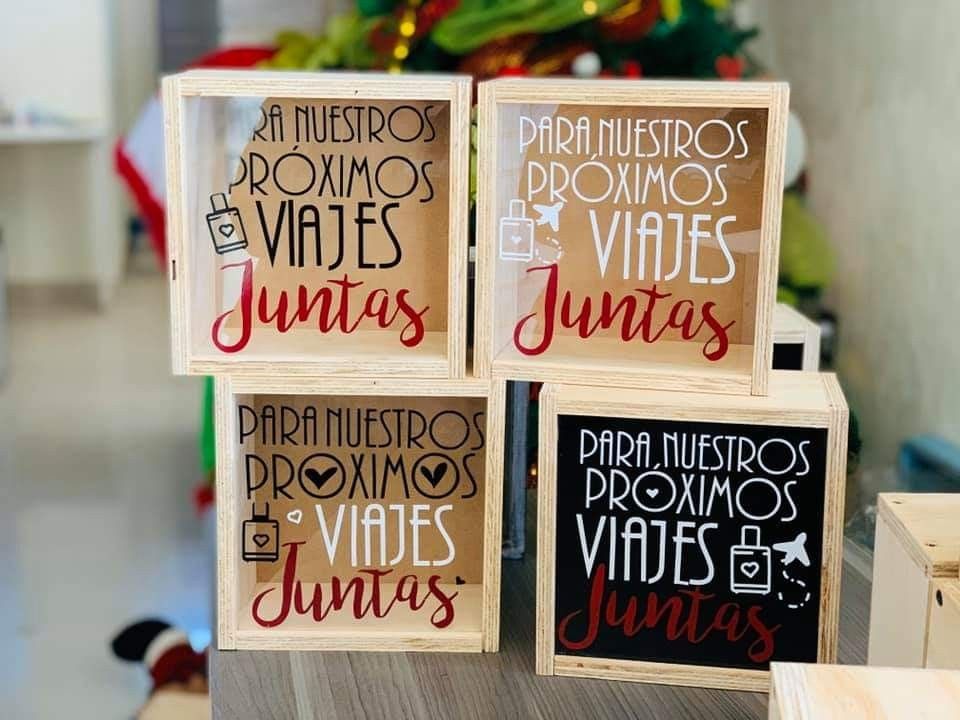 PARA NUESTROS
PRÓXIMOS
VIAJES
Juntas
PARA NUESTROS
PRÓXIMOS
VIAJES
Juntas
PARA NUESTROS
PROXIMOS
VIAJES
Juntas
PARA NUESTROS
PRÓXIMOS
VIAJES
Juntas